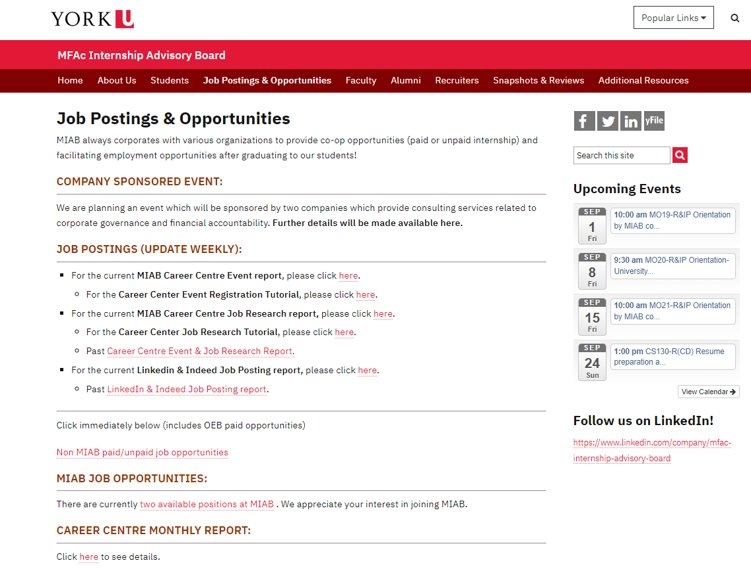 YORK U
Popular Links
MFAc Internship Advisory Board
Home About Us Students Job Postings & Opportunities Faculty Alumni Recruiters Snapshots & Reviews Additional Resources
Job Postings & Opportunities
MIAB always corporates with various organizations to provide co-op opportunities (paid or unpaid internship) and
facilitating employment opportunities after graduating to our students!
COMPANY SPONSORED EVENT:
We are planning an event which will be sponsored by two companies which provide consulting services related to
corporate governance and financial accountability. Further details will be made available here.
JOB POSTINGS (UPDATE WEEKLY):
For the current MIAB Career Centre Event report, please click here.
For the Career Center Event Registration Tutorial, please click here.
For the current MIAB Career Centre Job Research report, please click here.
For the Career Center Job Research Tutorial, please click here.
Past Career Centre Event & Job Research Report.
For the current Linkedin & Indeed Job Posting report, please click here.
Past LinkedIn & Indeed Job Posting report.
Click immediately below (includes OEB paid opportunities)
Non MIAB paid/unpaid job opportunities
MIAB JOB OPPORTUNITIES:
There are currently two available positions at MIAB . We appreciate your interest in joining MIAB.
CAREER CENTRE MONTHLY REPORT:
Click here to see details.
yFile
Search this site
Upcoming Events
SEP
1
Fri
10:00 am MO19-R&IP Orientation
by MIAB co...
SEP
8
Fri
9:30 am MO20-R&IP Orientation-
University...
SEP
15
Fri
10:00 am MO21-R&IP Orientation
by MIAB co...
SEP
24
Sun
1:00 pm CS130-R(CD) Resume
preparation a...
View Calendar
Follow us on LinkedIn!
https://www.linkedin.com/company/mfac-
internship-advisory-board